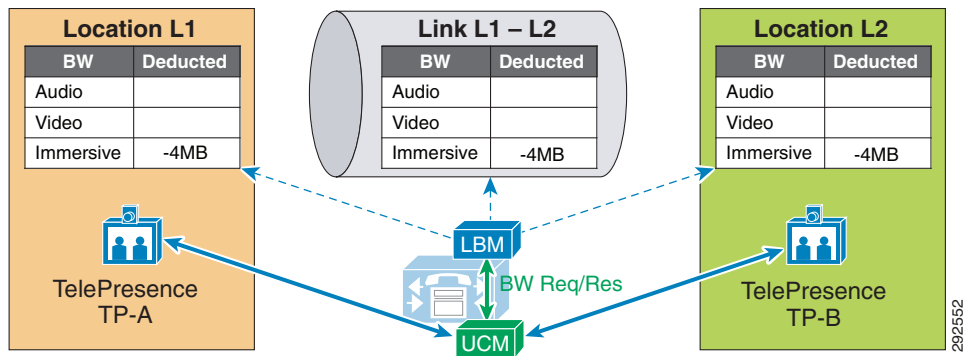 Location L1
BW Deducted
Audio
Video
Immersive -4MB
TelePresence
TP-A
Link L1 – L2
BW Deducted
Audio
Video
Immersive -4MB
LBM
BW Req/Res
UCM
Location L2
BW Deducted
Audio
Video
Immersive -4MB
TelePresence
TP-B
292552